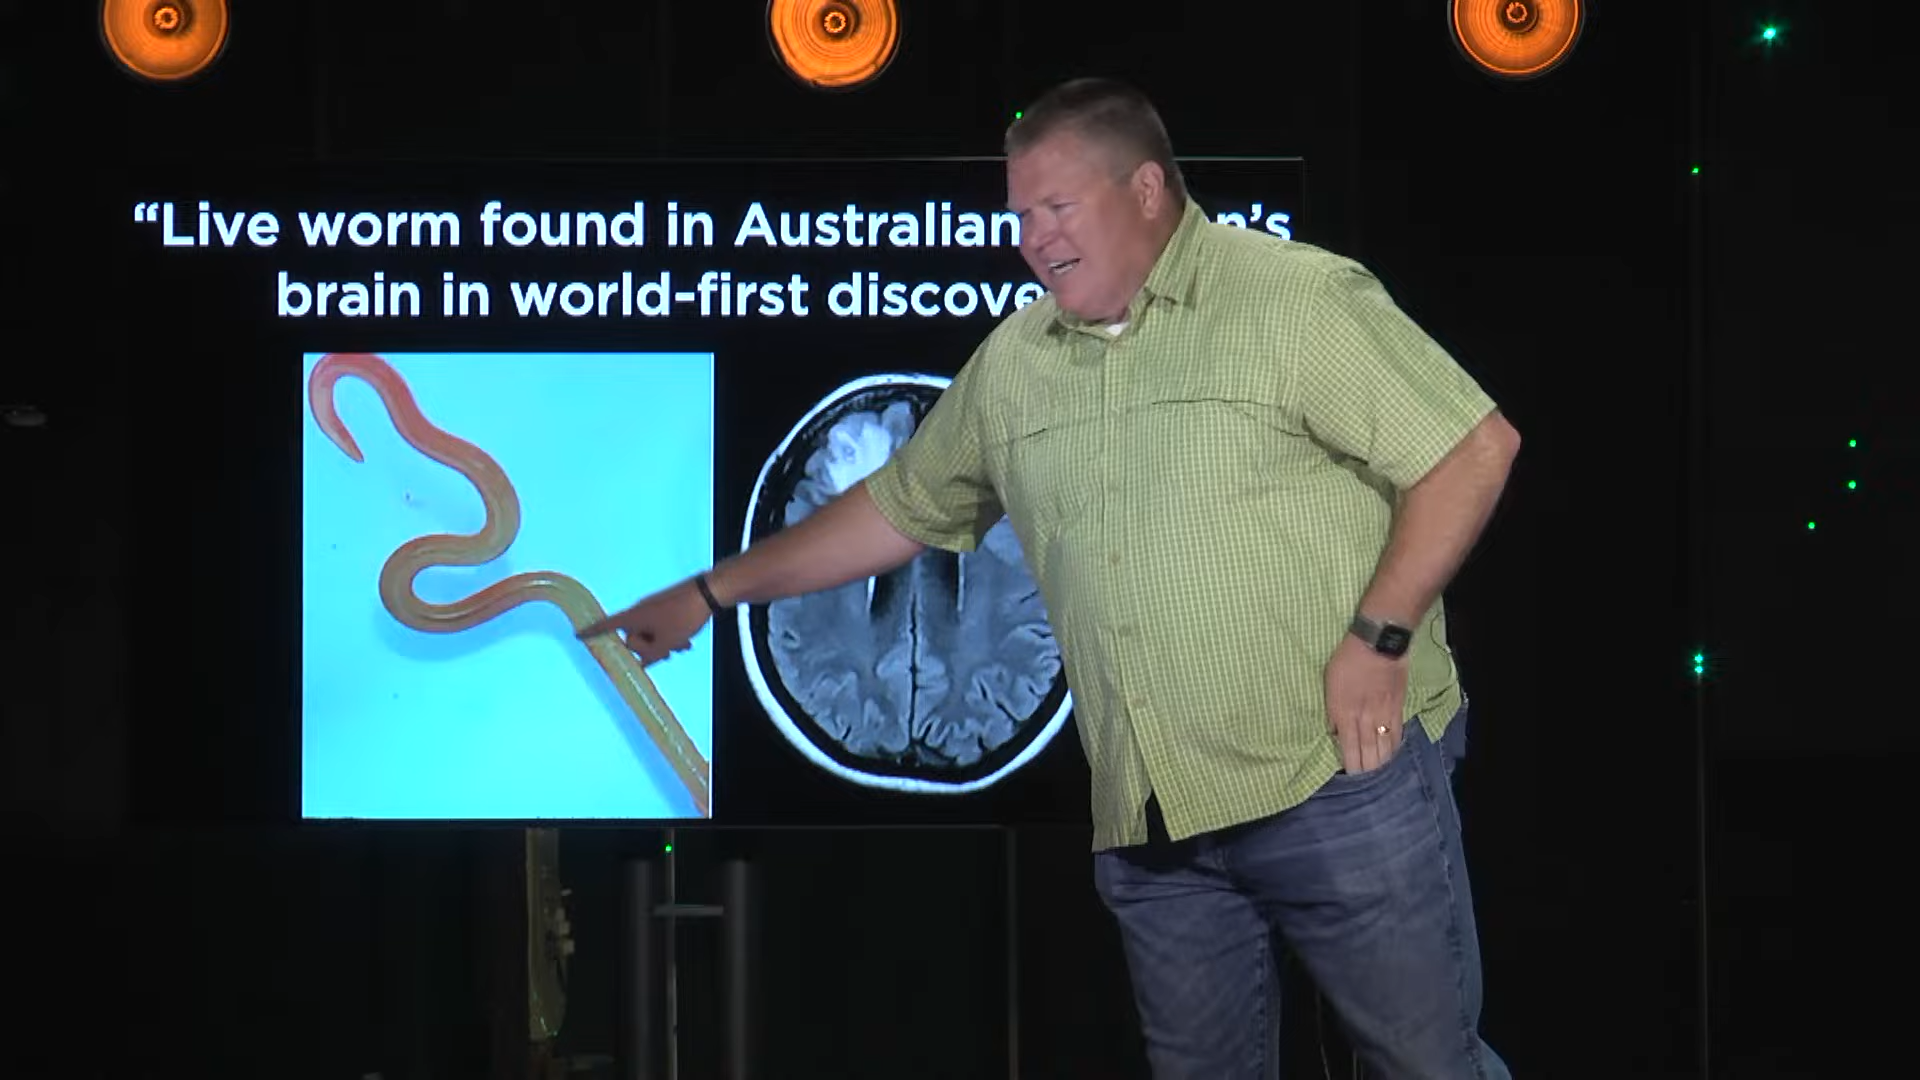 “Live worm found in Australian n’s
brain in world-first discove